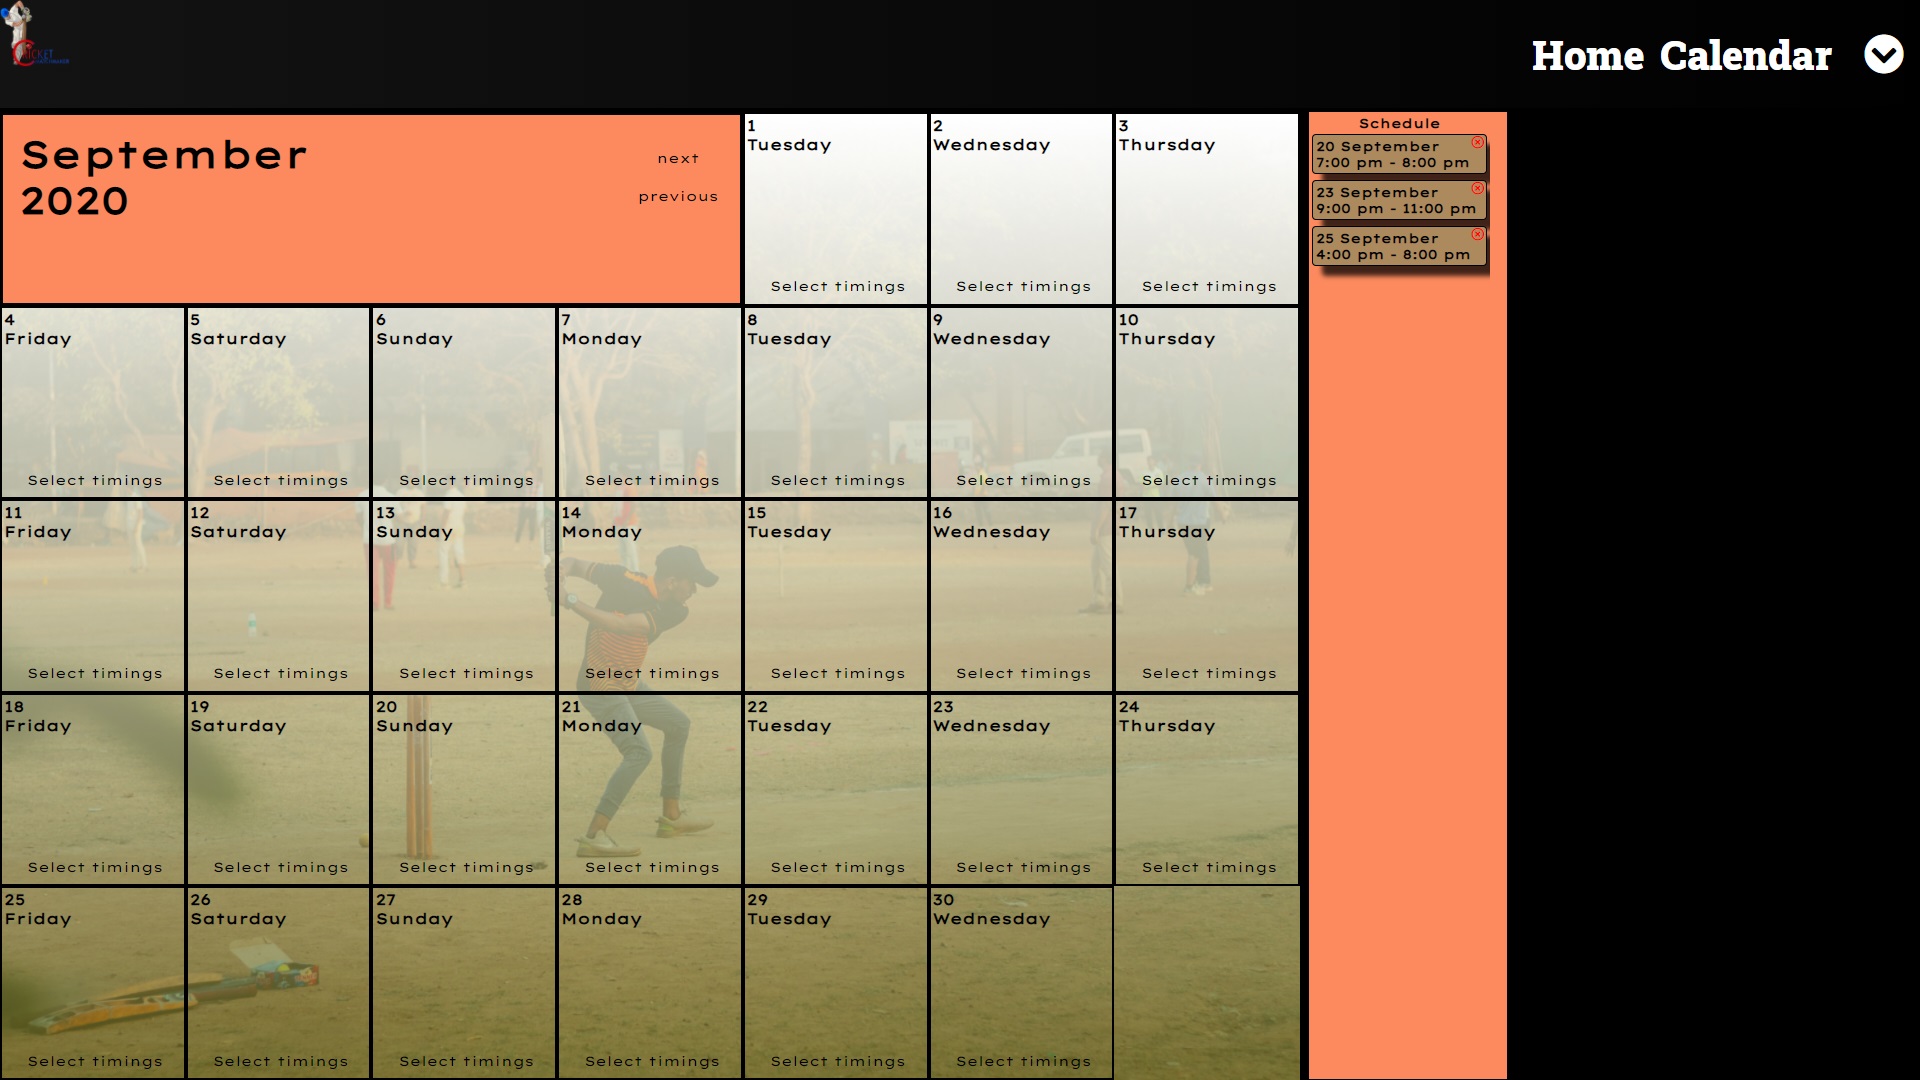 Home Calendar
September
2020
next
previous
1
Tuesday
Select timings
2
Wednesday
Select timings
3
Thursday
Select timings
4
Friday
Select timings
5
Saturday
Select timings
6
Sunday
Select timings
7
Monday
Select timings
8
Tuesday
Select timings
9
Wednesday
Select timings
10
Thursday
Select timings
11
Friday
Select timings
12
Saturday
Select timings
13
Sunday
Select timings
14
Monday
Select timings
15
Tuesday
Select timings
16
Wednesday
Select timings
17
Thursday
Select timings
18
Friday
Select timings
19
Saturday
Select timings
20
Sunday
Select timings
21
Monday
Select timings
22
Tuesday
Select timings
23
Wednesday
Select timings
24
Thursday
Select timings
25
Friday
Select timings
26
Saturday
Select timings
27
Sunday
Select timings
28
Monday
Select timings
29
Tuesday
Select timings
30
Wednesday
Select timings
Schedule
20 September
7:00 pm - 8:00 pm
23 September
9:00 pm - 11:00 pm
25 September
4:00 pm - 8:00 pm